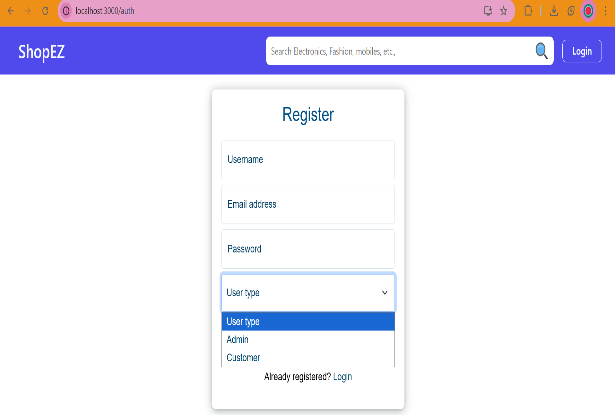 localhost:3000/auth
ShopEZ
Search Electronics, Fashion, mobiles, etc.,
Login
Register
Username
Email address
Password
User type
User type
Admin
Customer
Already registered? Login